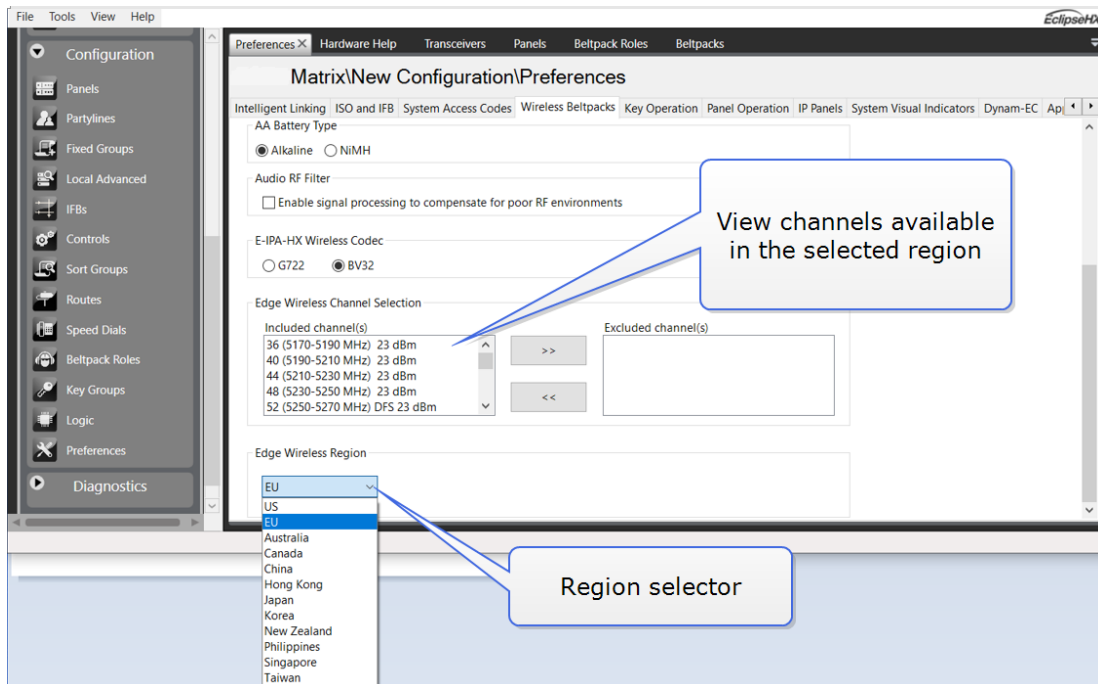 File Tools View Help
EclipseHX
Configuration
Panels
Partylines
Fixed Groups
Local Advanced
IFBs
Controls
Sort Groups
Routes
Speed Dials
Beltpack Roles
Key Groups
Logic
Preferences
Diagnostics
Preferences X Hardware Help Transceivers Panels Beltpack Roles Beltpacks
Matrix\New Configuration\Preferences
Intelligent Linking ISO and IFB System Access Codes Wireless Beltpacks Key Operation Panel Operation IP Panels System Visual Indicators Dynam-EC
AA Battery Type
Alkaline NiMH
Audio RF Filter
Enable signal processing to compensate for poor RF environments
E-IPA-HX Wireless Codec
G722 BV32
Edge Wireless Channel Selection
Included channel(s)
36 (5170-5190 MHz) 23 dBm
40 (5190-5210 MHz) 23 dBm
44 (5210-5230 MHz) 23 dBm
48 (5230-5250 MHz) 23 dBm
52 (5250-5270 MHz) DFS 23 dBm
>>
<<
Excluded channel(s)
View channels available
in the selected region
Edge Wireless Region
EU
US
EU
Australia
Canada
China
Hong Kong
Japan
Korea
New Zealand
Philippines
Singapore
Taiwan
Region selector